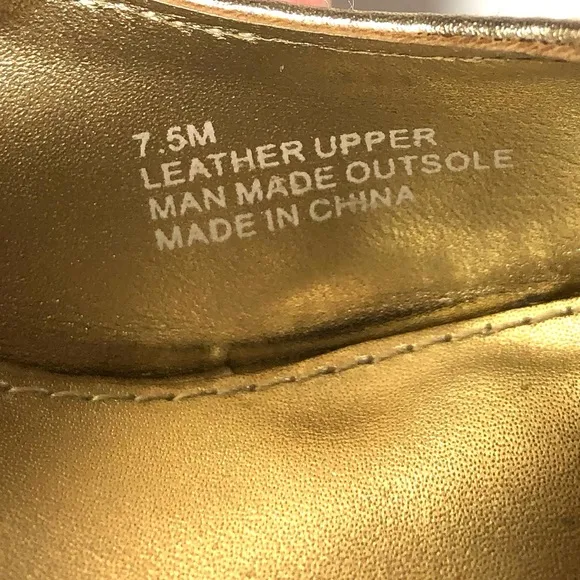 7.5M
LEATHER UPPER
MAN MADE OUTSOLE
MADE IN CHINA